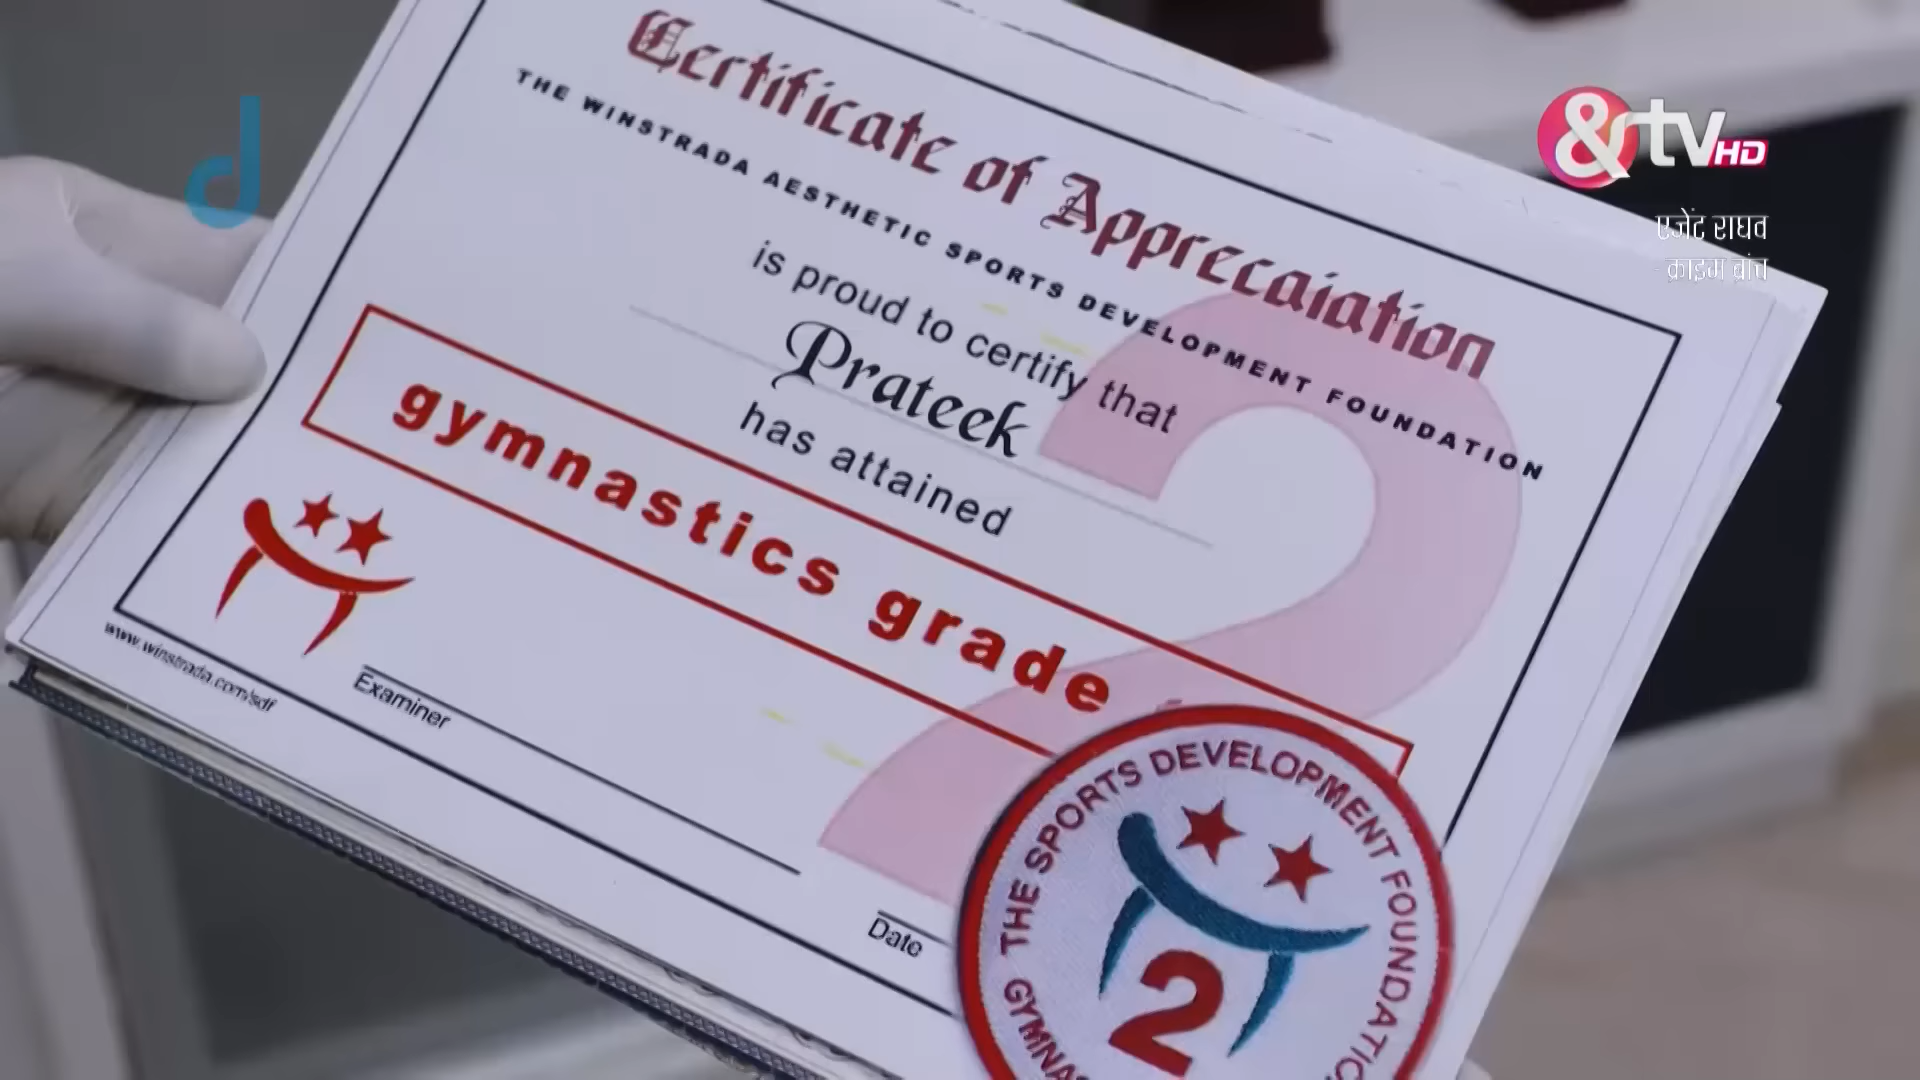 Certificate of Apprecaiation
THE WINSTRADA AESTHETIC SPORTS DEVELOPMENT FOUNDATION
is proud to certify that
Prateek
has attained
gymnastics grade
2
www.winstrada.com/sdf
Examiner
Date
THE SPORTS DEVELOPMENT FOUNDATION
2
&tv HD
एजेंट राघव
क्राइम ब्रांच
d